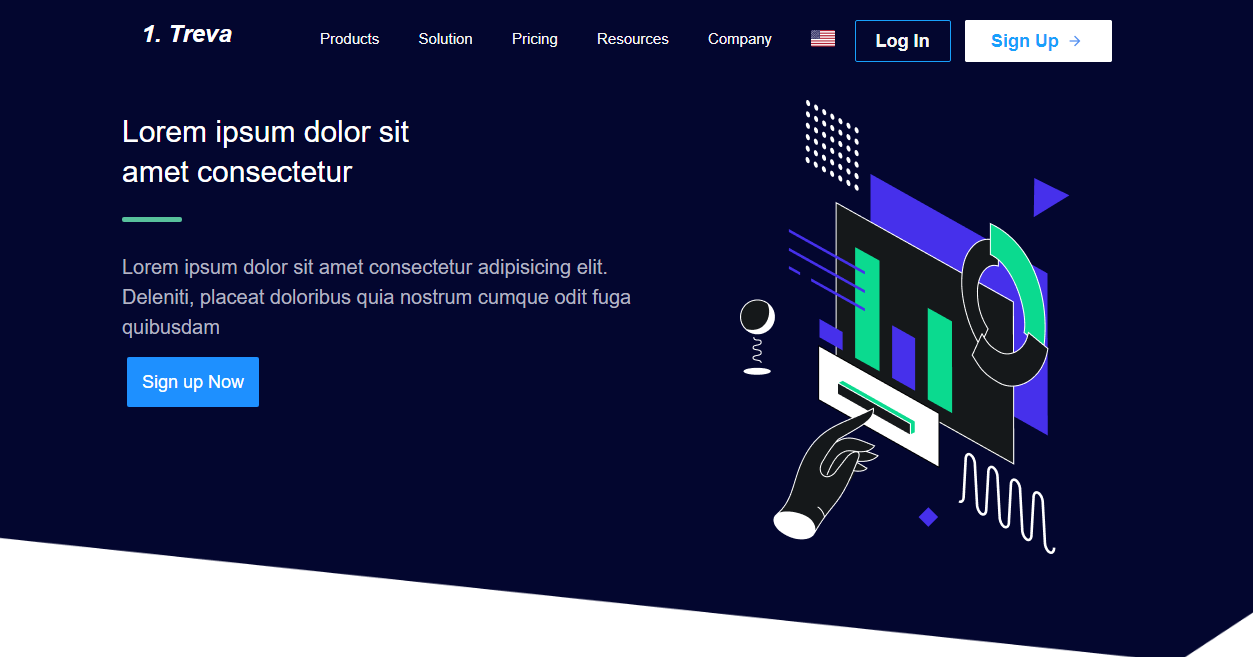 1. Treva
Products Solution Pricing Resources Company Log In Sign Up →
Lorem ipsum dolor sit
amet consectetur
Lorem ipsum dolor sit amet consectetur adipisicing elit.
Deleniti, placeat doloribus quia nostrum cumque odit fuga
quibusdam
Sign up Now